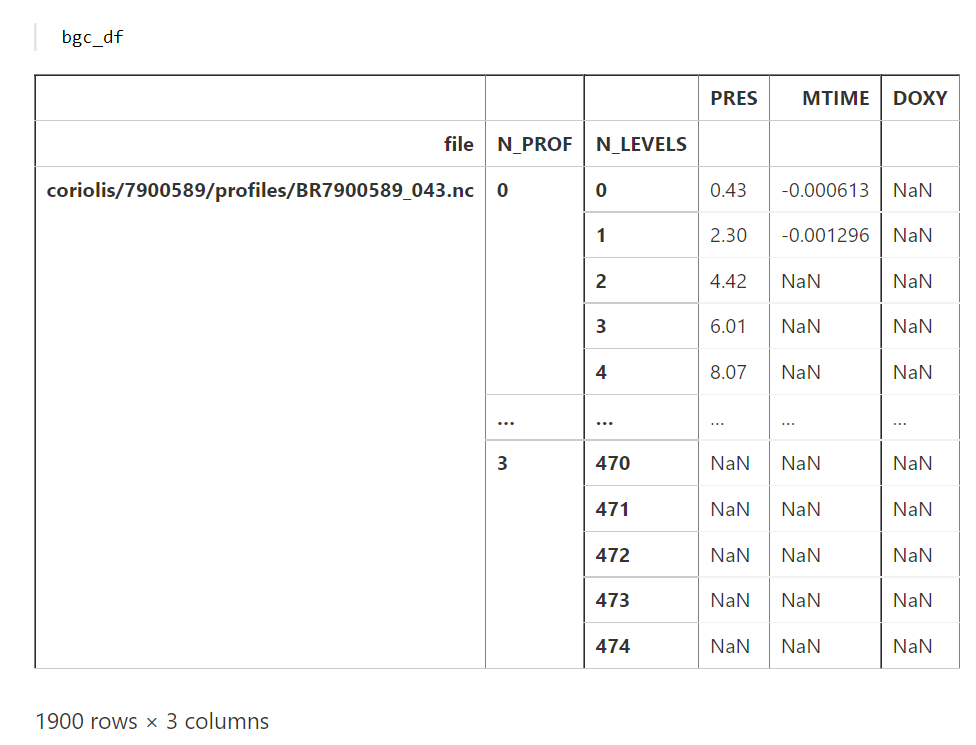 bgc_df
PRES MTIME DOXY
file N_PROF N_LEVELS
coriolis/7900589/profiles/BR7900589_043.nc 0 0 0.43 -0.000613 NaN
1 2.30 -0.001296 NaN
2 4.42 NaN NaN
3 6.01 NaN NaN
4 8.07 NaN NaN
... ... ... ... ...
3 470 NaN NaN NaN
471 NaN NaN NaN
472 NaN NaN NaN
473 NaN NaN NaN
474 NaN NaN NaN
1900 rows × 3 columns